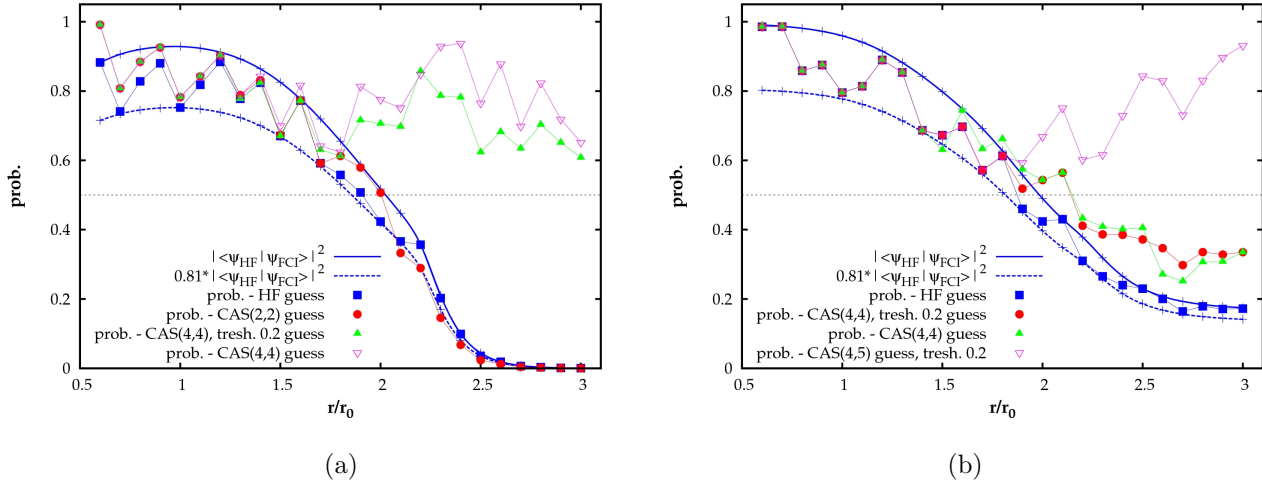 prob.
1
0.8
0.6
0.4
0.2
0
0.5
1
1.5
2
2.5
3
r/r0
|<ψHF|ψFCI>|2
0.81*|<ψHF|ψFCI>|2
prob. - HF guess
prob. - CAS(2,2) guess
prob. - CAS(4,4), tresh. 0.2 guess
prob. - CAS(4,4) guess
(a)
prob.
1
0.8
0.6
0.4
0.2
0
0.5
1
1.5
2
2.5
3
r/r0
|<ψHF|ψFCI>|2
0.81*|<ψHF|ψFCI>|2
prob. - HF guess
prob. - CAS(4,4), tresh. 0.2 guess
prob. - CAS(4,4) guess
prob. - CAS(4,5) guess, tresh. 0.2
(b)